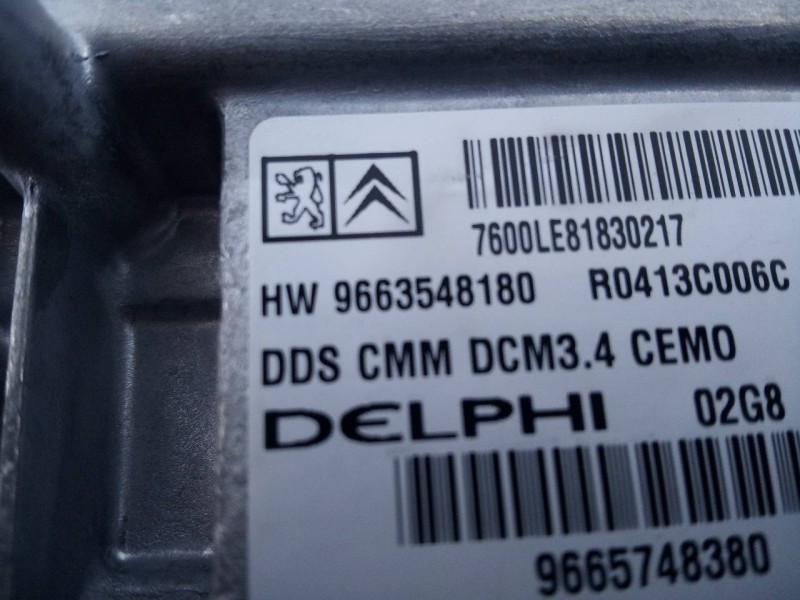 7600LE81830217
HW 9663548180 R0413C006C
DDS CMM DCM3.4 CEMO
DELPHI 02G8
9665748380